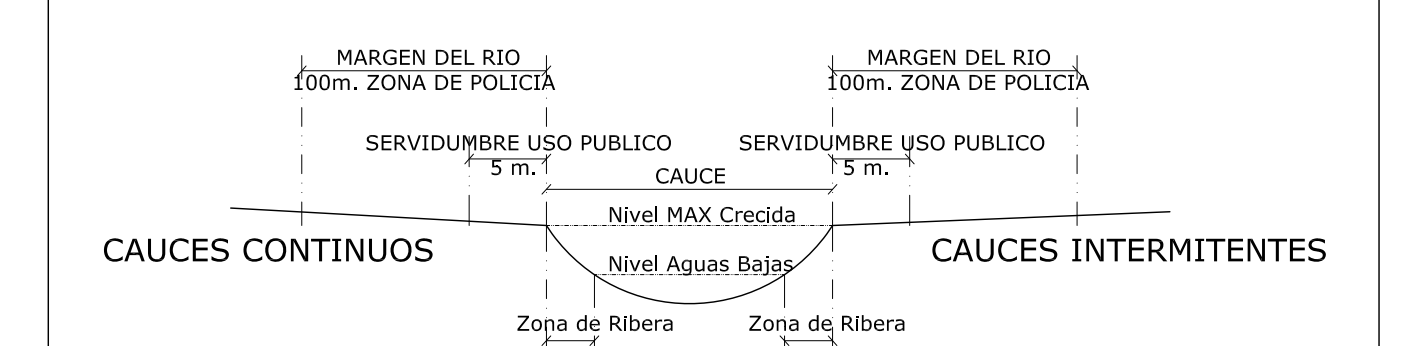 MARGEN DEL RIO
100m. ZONA DE POLICIA
MARGEN DEL RIO
100m. ZONA DE POLICIA
SERVIDUMBRE USO PUBLICO
5 m.
SERVIDUMBRE USO PUBLICO
5 m.
CAUCE
Nivel MAX Crecida
CAUCES CONTINUOS
CAUCES INTERMITENTES
Nivel Aguas Bajas
Zona de Ribera
Zona de Ribera